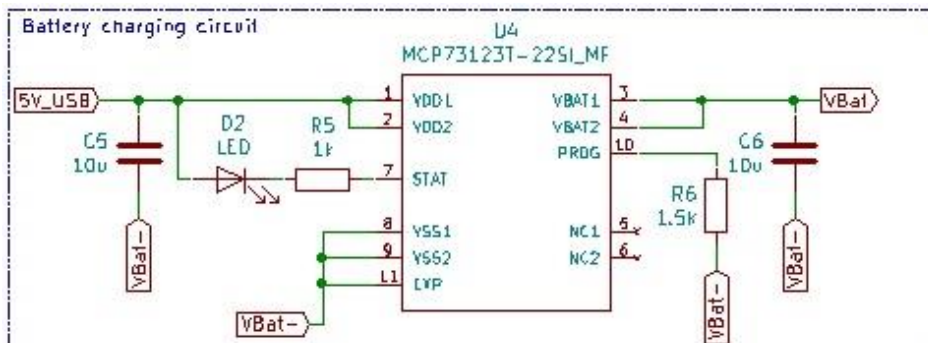 Battery charging circuit
U4
MCP73123T-22SI_MF
5V_USB
1 VDD1
2 VDD2
VBAT1 3
VBAT2 4
PROG 10
VBat
C5
10u
D2
LED
R5
1k
7 STAT
C6
10u
R6
1.5k
8 VSS1
9 VSS2
11 EXP
NC1 5
NC2 6
VBat-
VBat-
VBat-
VBat-